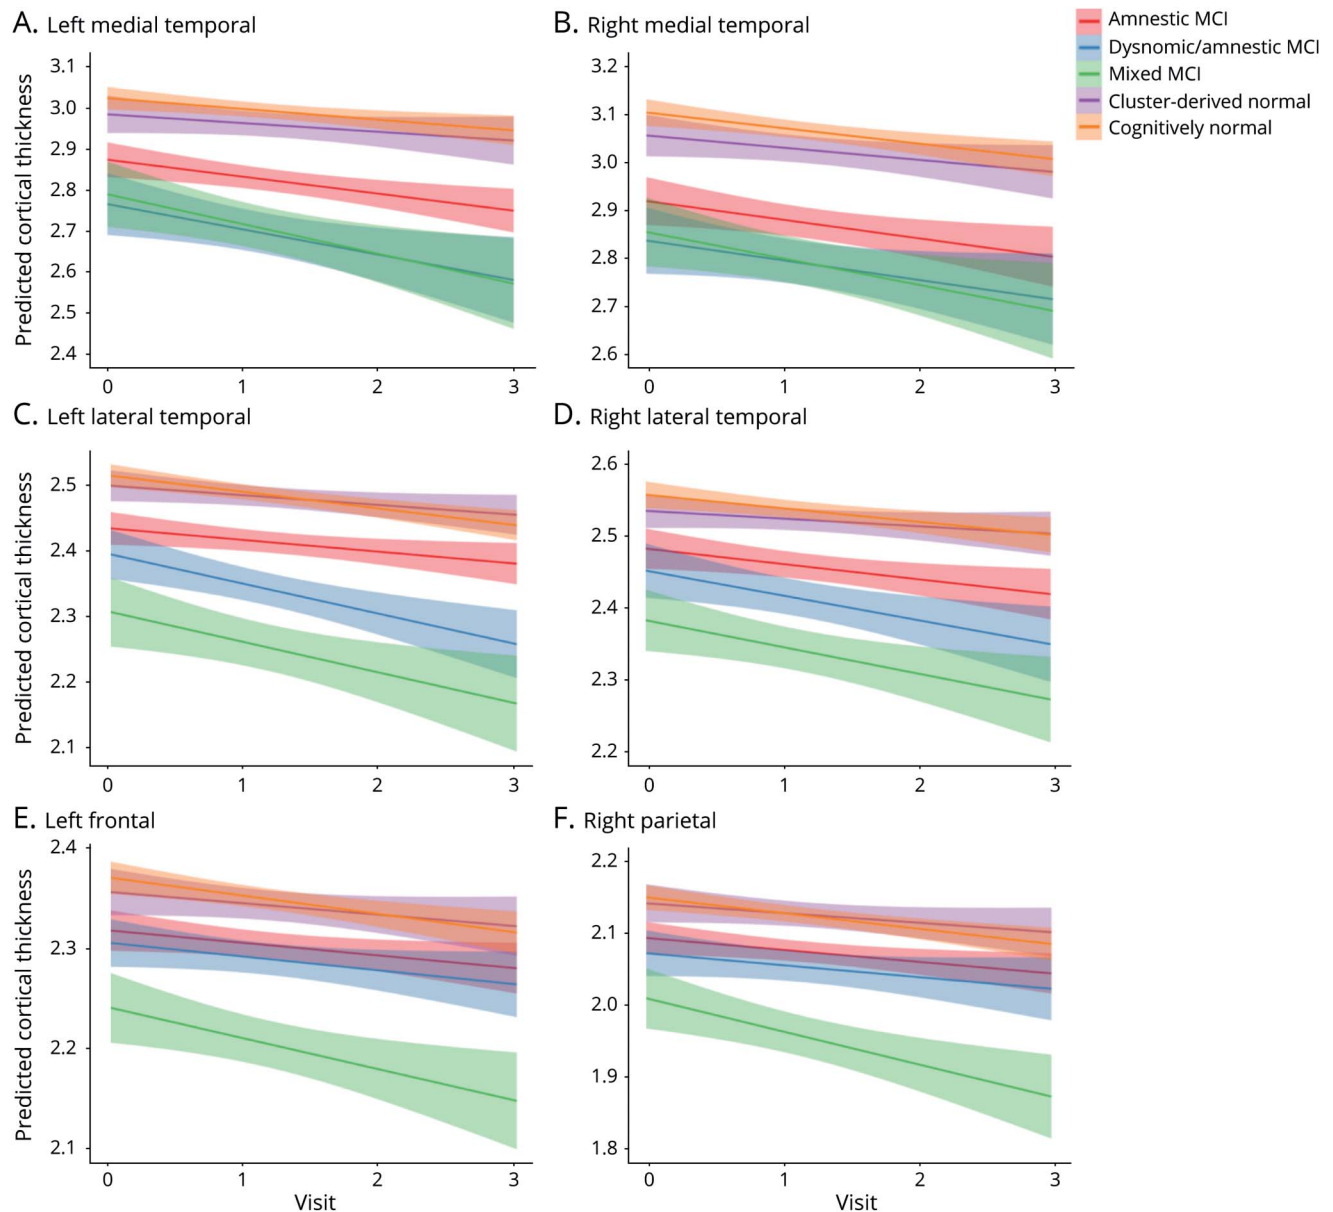 A. Left medial temporal
Predicted cortical thickness
3.1
3.0
2.9
2.8
2.7
2.6
2.5
2.4
0 1 2 3
B. Right medial temporal
3.2
3.1
3.0
2.9
2.8
2.7
2.6
0 1 2 3
Amnestic MCI
Dysnomic/amnestic MCI
Mixed MCI
Cluster-derived normal
Cognitively normal
C. Left lateral temporal
Predicted cortical thickness
2.5
2.4
2.3
2.2
2.1
0 1 2 3
D. Right lateral temporal
2.6
2.5
2.4
2.3
2.2
0 1 2 3
E. Left frontal
Predicted cortical thickness
2.4
2.3
2.2
2.1
0 1 2 3
Visit
F. Right parietal
2.2
2.1
2.0
1.9
1.8
0 1 2 3
Visit